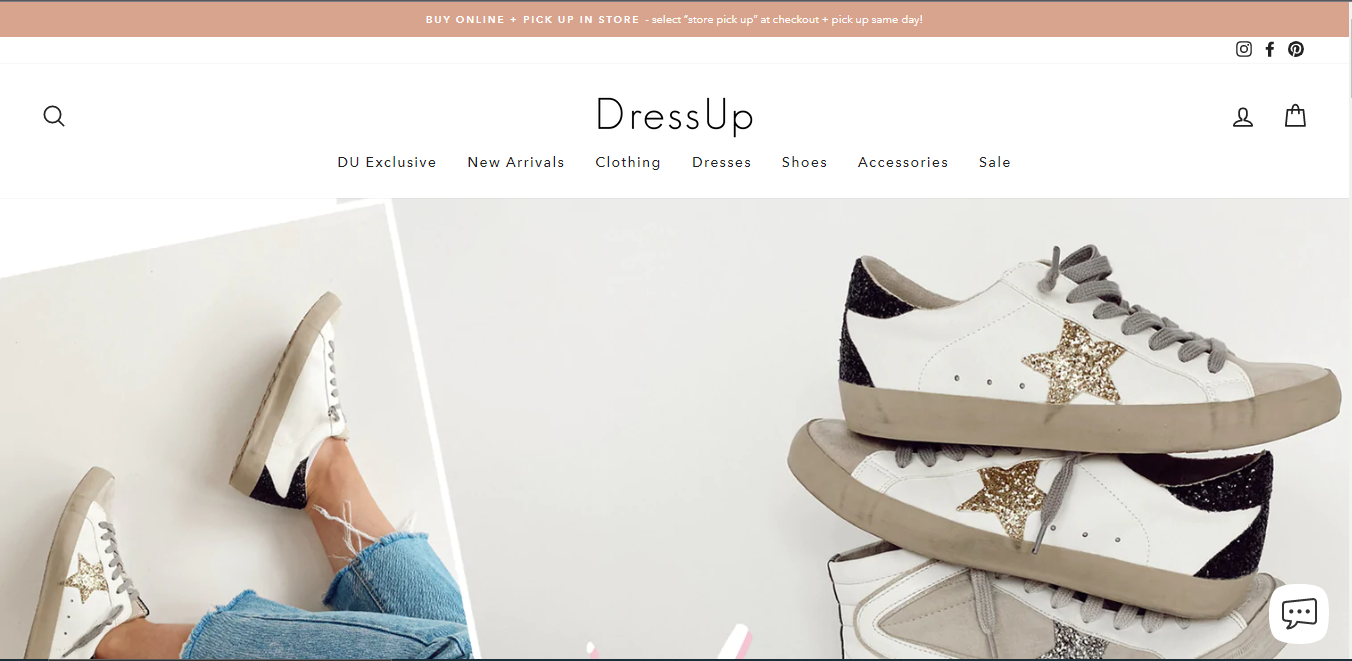 BUY ONLINE + PICK UP IN STORE - select "store pick up" at checkout + pick up same day!
DressUp
DU Exclusive New Arrivals Clothing Dresses Shoes Accessories Sale